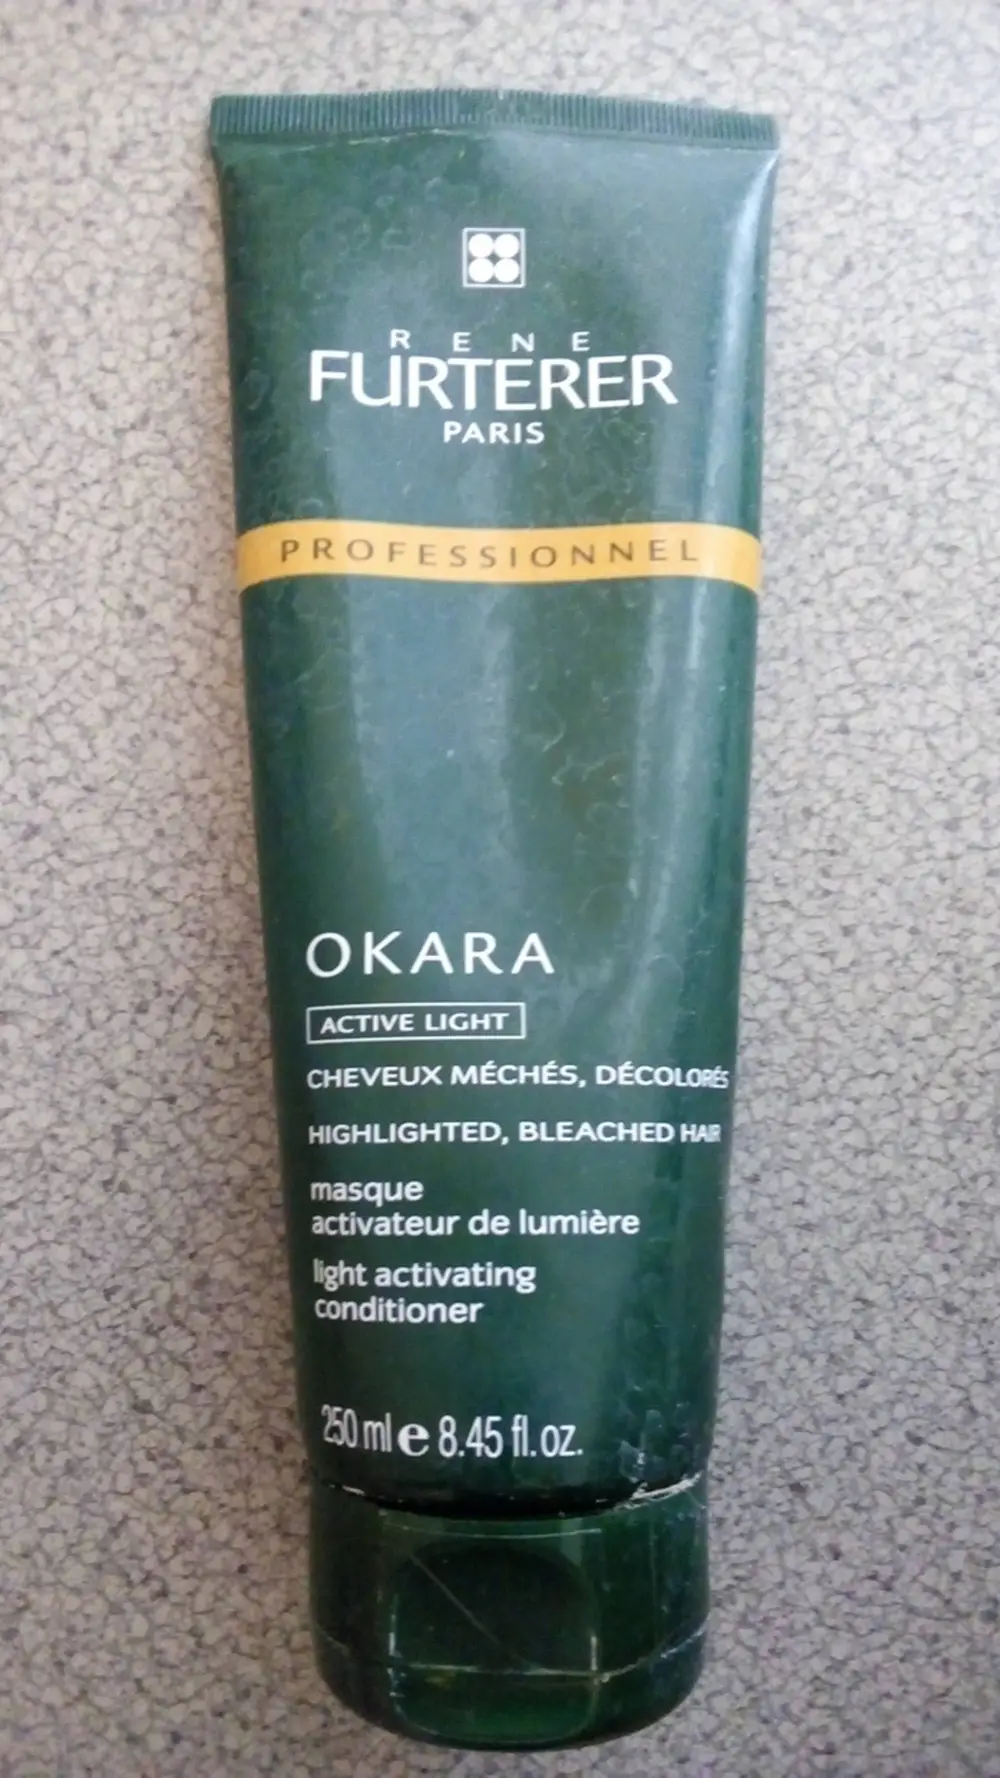 RENE
FURTERER
PARIS
PROFESSIONNEL
OKARA
ACTIVE LIGHT
CHEVEUX MÉCHÉS, DÉCOLORÉS
HIGHLIGHTED, BLEACHED HAIR
masque
activateur de lumière
light activating
conditioner
250 ml e 8.45 fl. oz.